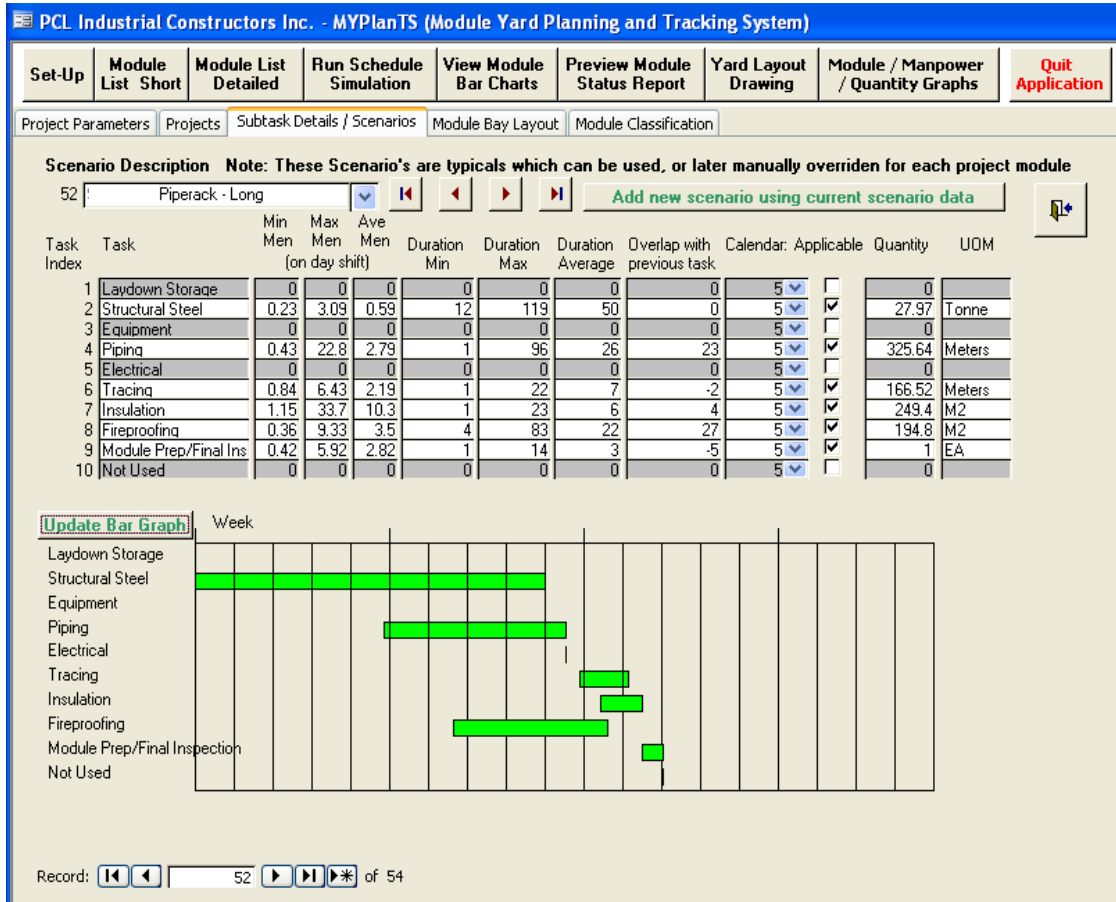 PCL Industrial Constructors Inc. - MYPlanTS (Module Yard Planning and Tracking System)
Set-Up Module List Short Module List Detailed Run Schedule Simulation View Module Bar Charts Preview Module Status Report Yard Layout Drawing Module / Manpower / Quantity Graphs Quit Application
Project Parameters Projects Subtask Details / Scenarios Module Bay Layout Module Classification
Scenario Description Note: These Scenario's are typicals which can be used, or later manually overriden for each project module
52 Piperack - Long Add new scenario using current scenario data
Task Index Task Min Men Max Men Ave Men (on day shift) Duration Min Duration Max Duration Average Overlap with previous task Calendar: Applicable Quantity UOM
1 Laydown Storage 0 0 0 0 0 0 0 5 0
2 Structural Steel 0.23 3.09 0.59 12 119 50 0 5 27.97 Tonne
3 Equipment 0 0 0 0 0 0 0 5 0
4 Piping 0.43 22.8 2.79 1 96 26 23 5 325.64 Meters
5 Electrical 0 0 0 0 0 0 0 5 0
6 Tracing 0.84 6.43 2.19 1 22 7 -2 5 166.52 Meters
7 Insulation 1.15 33.7 10.3 1 23 6 4 5 249.4 M2
8 Fireproofing 0.36 9.33 3.5 4 83 22 27 5 194.8 M2
9 Module Prep/Final Ins 0.42 5.92 2.82 1 14 3 -5 5 1 EA
10 Not Used 0 0 0 0 0 0 0 5 0
Update Bar Graph Week
Laydown Storage
Structural Steel
Equipment
Piping
Electrical
Tracing
Insulation
Fireproofing
Module Prep/Final Inspection
Not Used
Record: 52 of 54